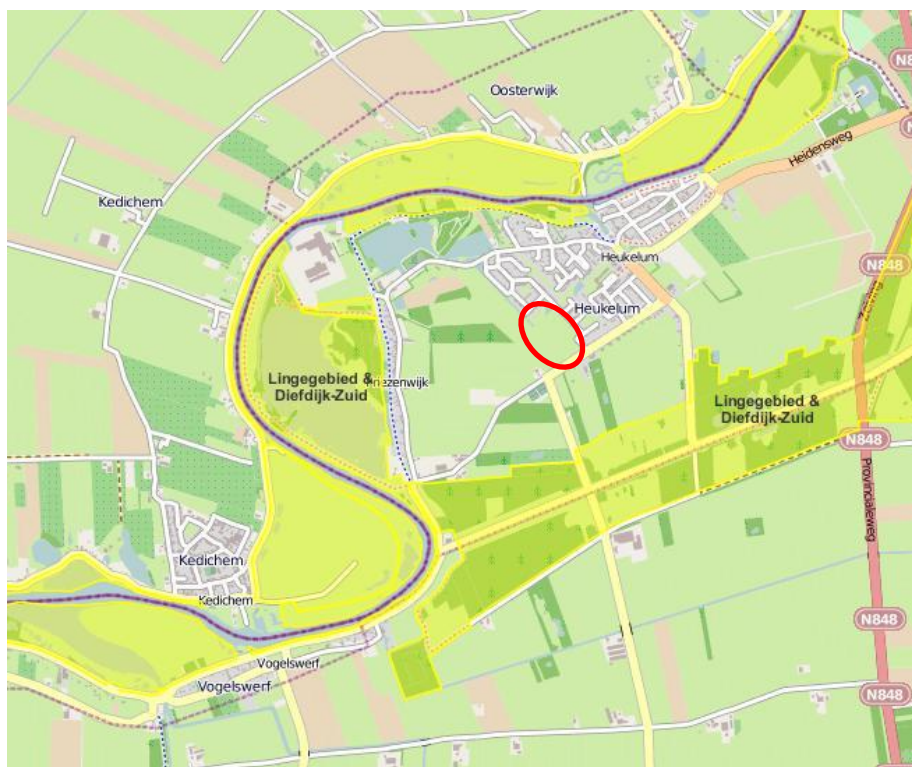 N8
Oosterwijk
Heidensweg
Kedichem
Heukelum
N848
Heukelum
Lingegebied &
Diefdijk-Zuid
Lingegebied &
Diefdijk-Zuid
N848
Provincialeweg
Kedichem
Kedichem
N848
Vogelswerf
Vogelswerf
N848